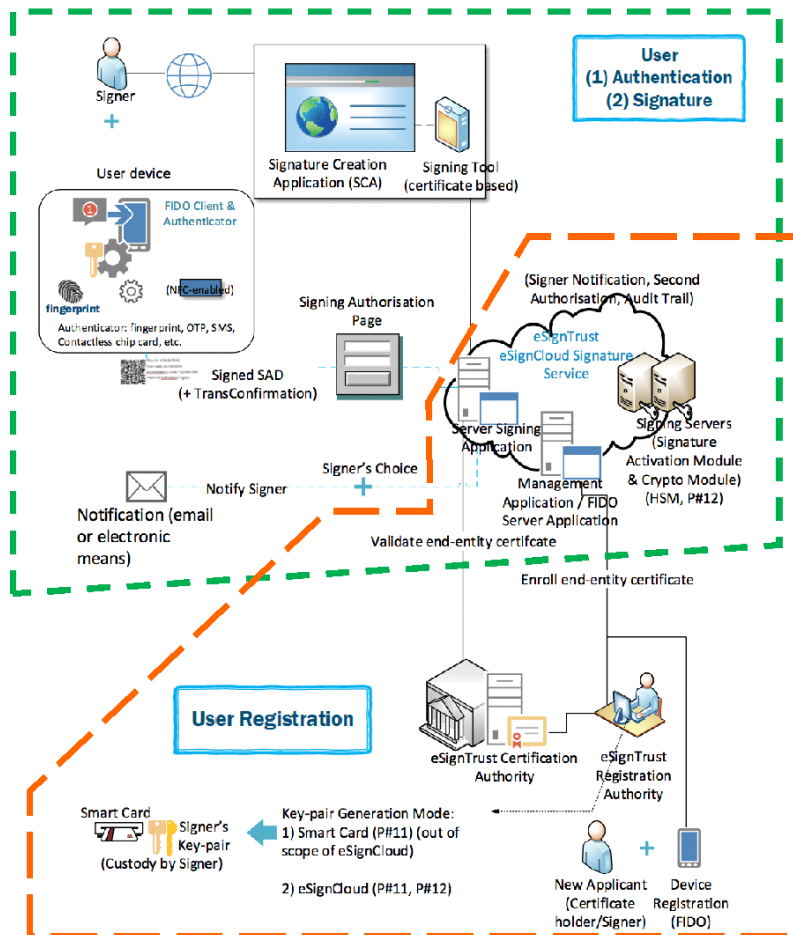 User
(1) Authentication
(2) Signature
Signer
Signature Creation
Application (SCA)
Signing Tool
(certificate based)
User device
FIDO Client &
Authenticator
1
(NFC-enabled)
fingerprint
Authenticator: fingerprint, OTP, SMS,
Contactless chip card, etc.
Signing Authorisation
Page
(Signer Notification, Second
Authorisation, Audit Trail)
eSignTrust
eSignCloud Signature
Service
Signed SAD
(+ TransConfirmation)
Server Signing
Application
Signing Servers
(Signature
Activation Module
& Crypto Module)
(HSM, P#12)
Management
Application / FIDO
Server Application
Signer's Choice
Notify Signer
Notification (email
or electronic
means)
Validate end-entity certifcate
Enroll end-entity certificate
User Registration
eSignTrust Certification
Authority
eSignTrust
Registration
Authority
Smart Card
Signer's
Key-pair
(Custody by Signer)
Key-pair Generation Mode:
1) Smart Card (P#11) (out of
scope of eSignCloud)
2) eSignCloud (P#11, P#12)
New Applicant
(Certificate
holder/Signer)
Device
Registration
(FIDO)